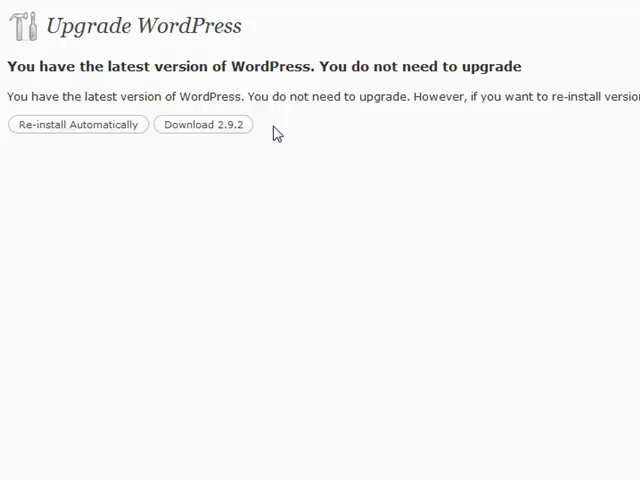 Upgrade WordPress
You have the latest version of WordPress. You do not need to upgrade
You have the latest version of WordPress. You do not need to upgrade. However, if you want to re-install versio
Re-install Automatically Download 2.9.2